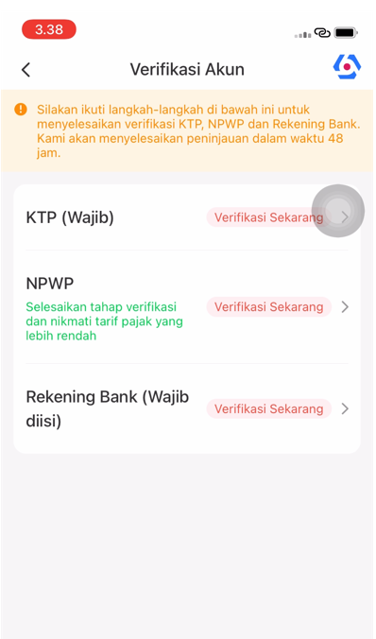 3.38
Verifikasi Akun
Silakan ikuti langkah-langkah di bawah ini untuk
menyelesaikan verifikasi KTP, NPWP dan Rekening Bank.
Kami akan menyelesaikan peninjauan dalam waktu 48
jam.
KTP (Wajib)
Verifikasi Sekarang
NPWP
Selesaikan tahap verifikasi
dan nikmati tarif pajak yang
lebih rendah
Verifikasi Sekarang
Rekening Bank (Wajib
diisi)
Verifikasi Sekarang